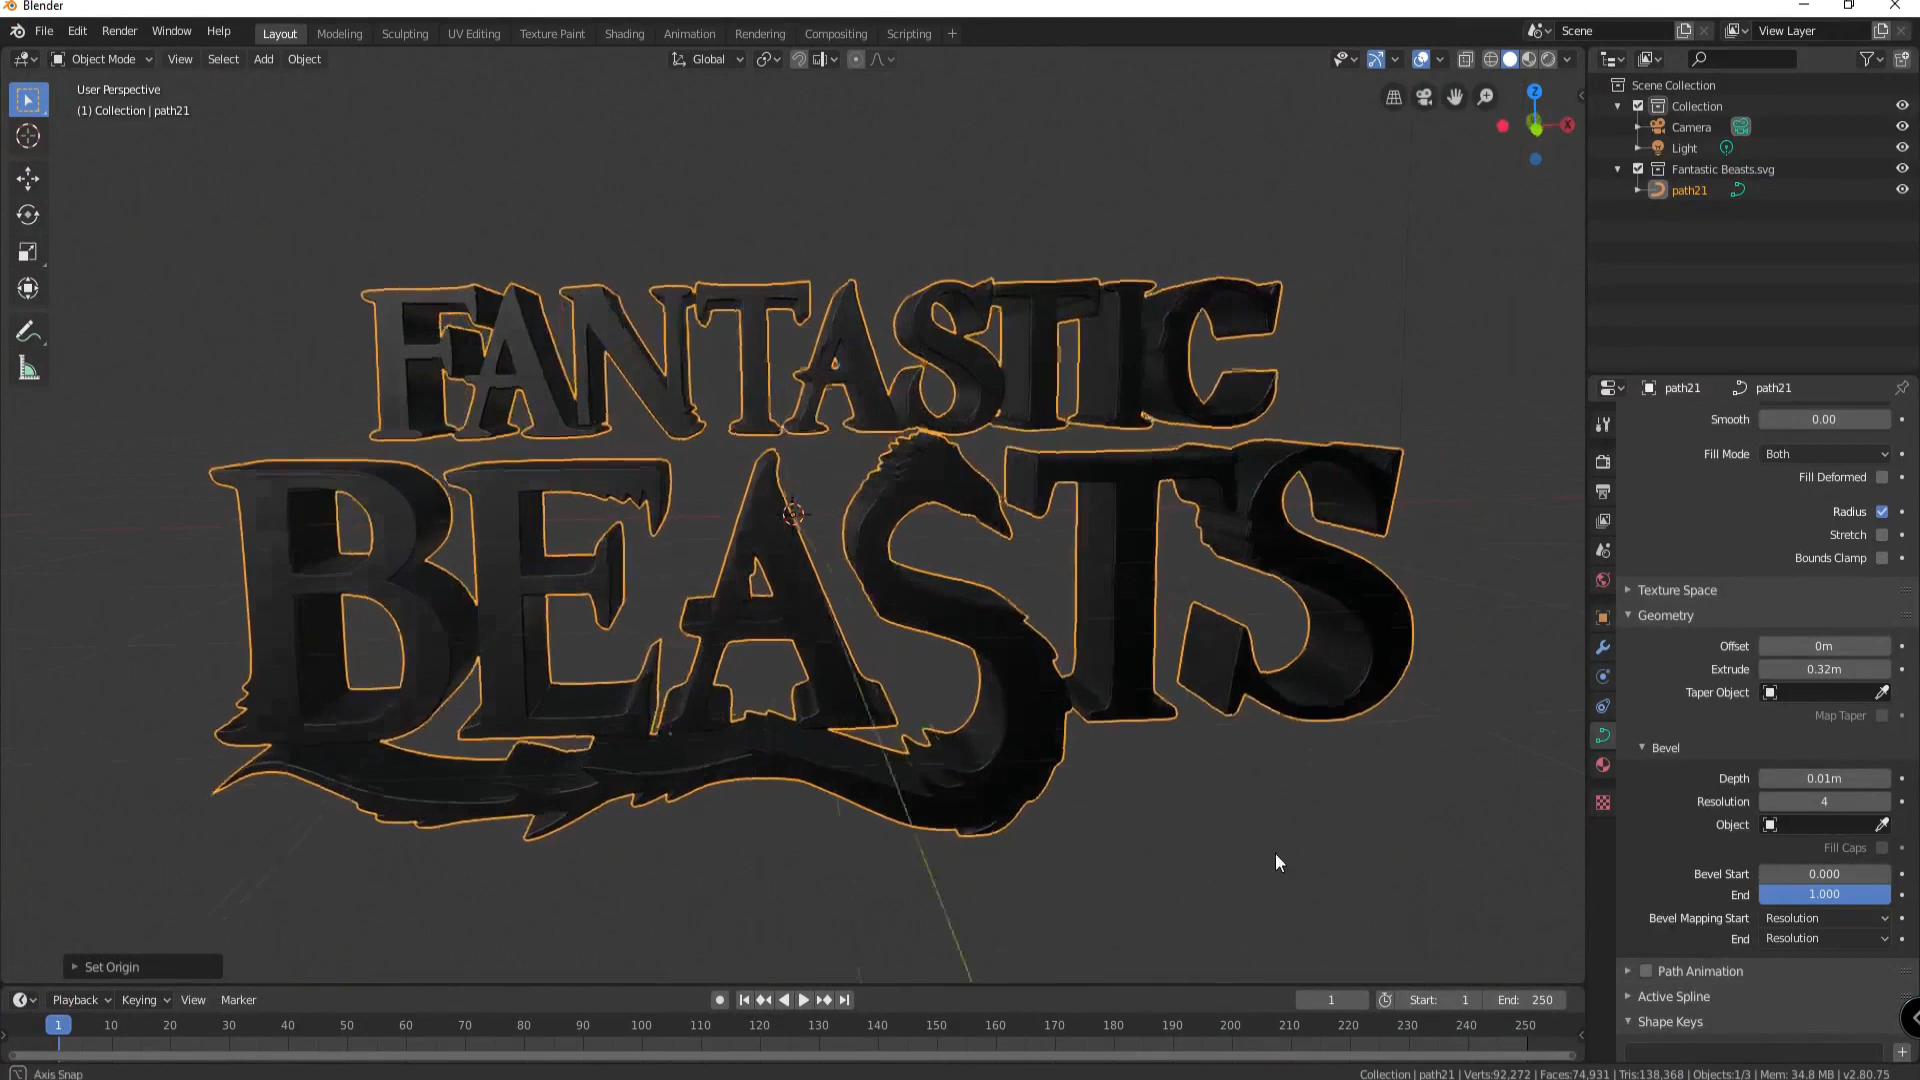 Blender
File Edit Render Window Help
Layout Modeling Sculpting UV Editing Texture Paint Shading Animation Rendering Compositing Scripting +
Scene
View Layer
Object Mode View Select Add Object
Global
User Perspective
(1) Collection | path21
Z
X
Scene Collection
Collection
Camera
Light
Fantastic Beasts.svg
path21
FANTASTIC
BEASTS
path21 path21
Smooth 0.00
Fill Mode Both
Fill Deformed
Radius
Stretch
Bounds Clamp
Texture Space
Geometry
Offset 0m
Extrude 0.32m
Taper Object
Map Taper
Bevel
Depth 0.01m
Resolution 4
Object
Fill Caps
Bevel Start 0.000
End 1.000
Bevel Mapping Start Resolution
End Resolution
Path Animation
Active Spline
Shape Keys
Set Origin
Playback Keying View Marker
1 Start: 1 End: 250
1 10 20 30 40 50 60 70 80 90 100 110 120 130 140 150 160 170 180 190 200 210 220 230 240 250
Axis Snap
Collection | path21 | Verts:92,272 | Faces:74,931 | Tris:138,368 | Objects:1/3 | Mem: 34.8 MB | v2.80.75